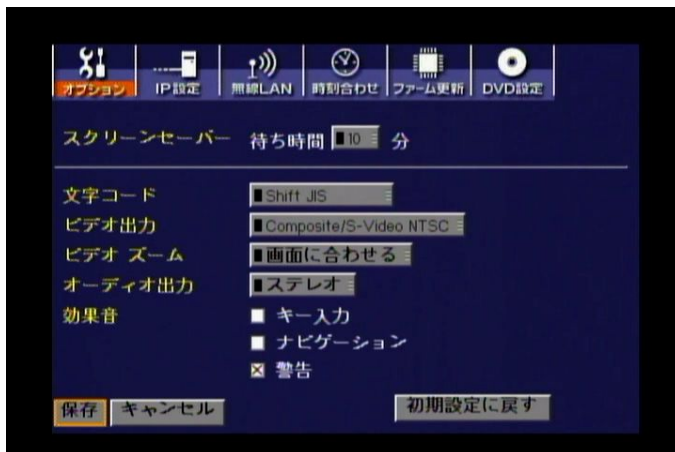 オプション IP設定 無線LAN 時刻合わせ ファーム更新 DVD設定
スクリーンセーバー 待ち時間 10 分
文字コード Shift JIS
ビデオ出力 Composite/S-Video NTSC
ビデオ ズーム 画面に合わせる
オーディオ出力 ステレオ
効果音 キー入力
ナビゲーション
警告
保存 キャンセル 初期設定に戻す